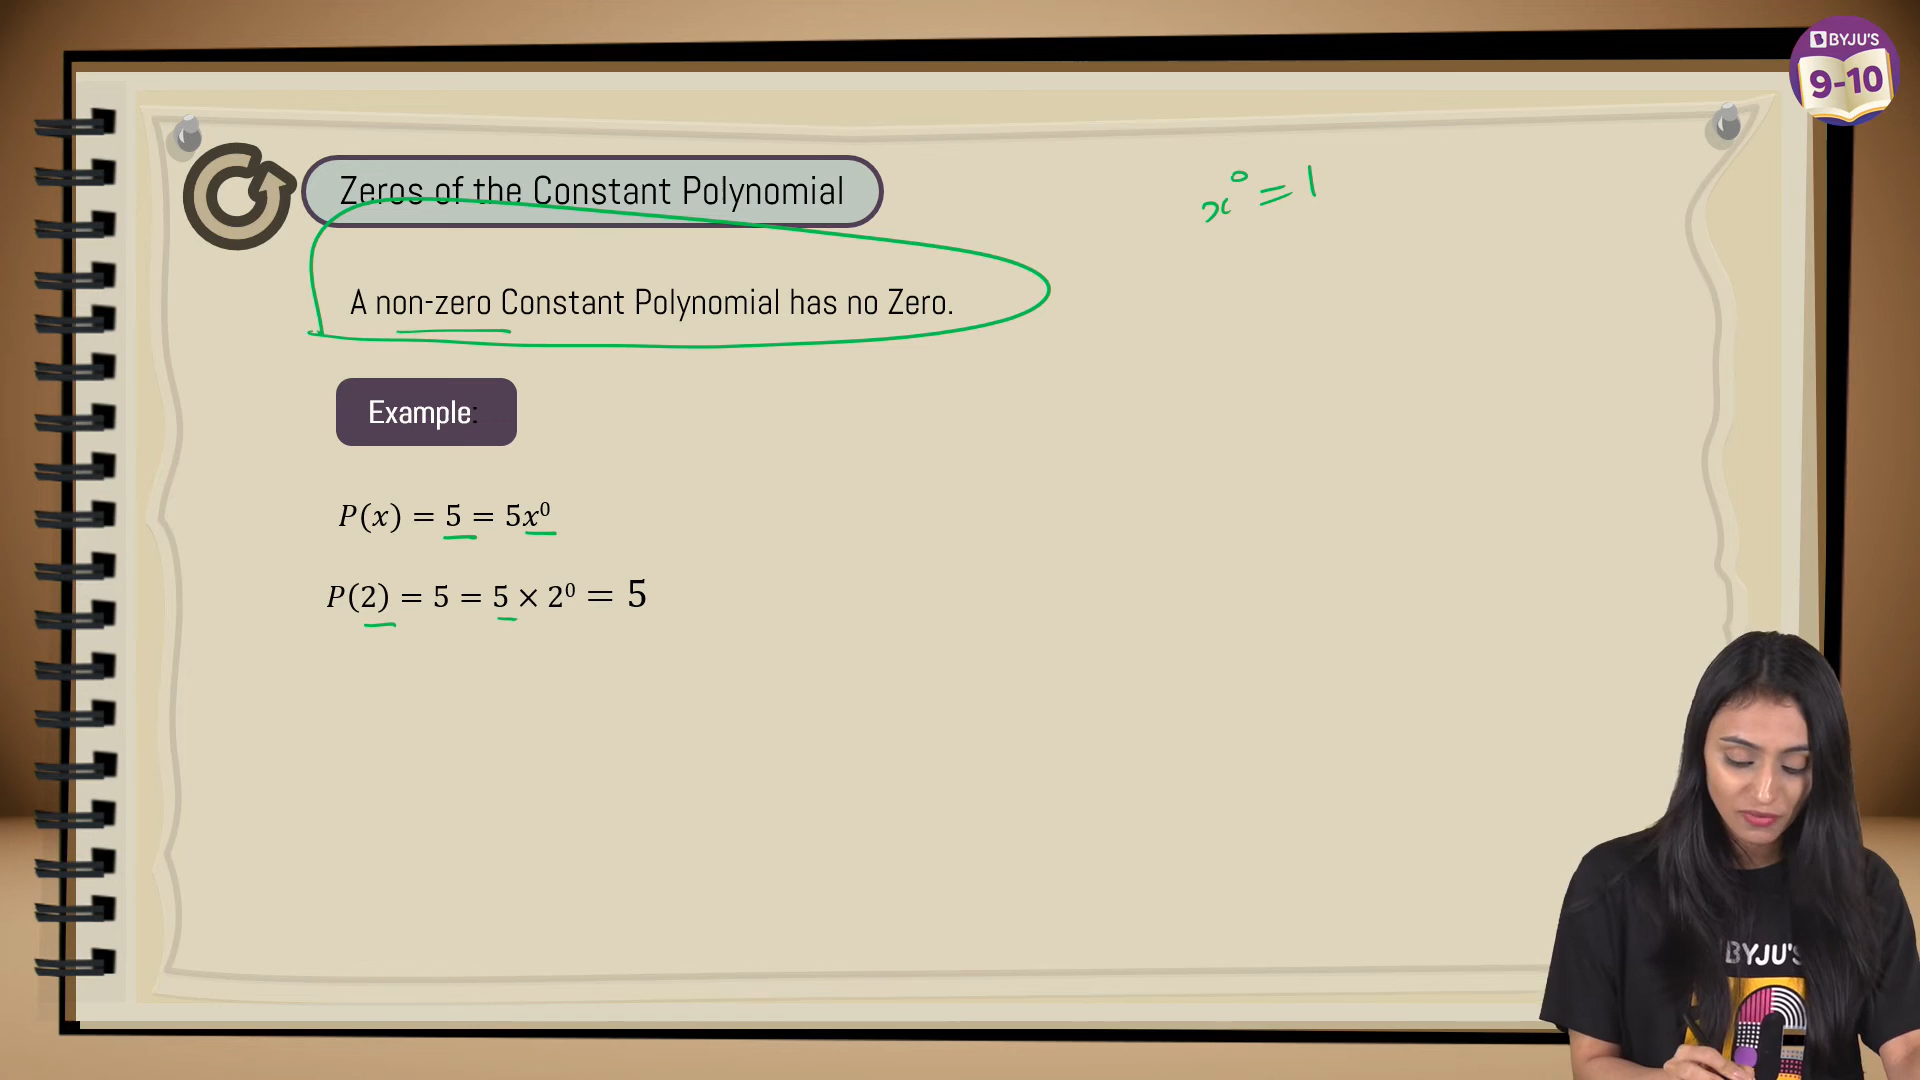 BYJU'S
9-10
Zeros of the Constant Polynomial
x⁰ = 1
A non-zero Constant Polynomial has no Zero.
Example:
P(x) = 5 = 5x⁰
P(2) = 5 = 5 × 2⁰ = 5
BYJU'S